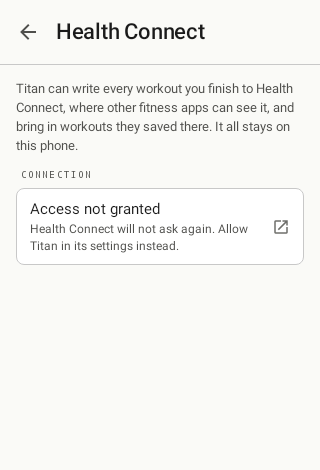 Health Connect
Titan can write every workout you finish to Health
Connect, where other fitness apps can see it, and
bring in workouts they saved there. It all stays on
this phone.
CONNECTION
Access not granted
Health Connect will not ask again. Allow
Titan in its settings instead.